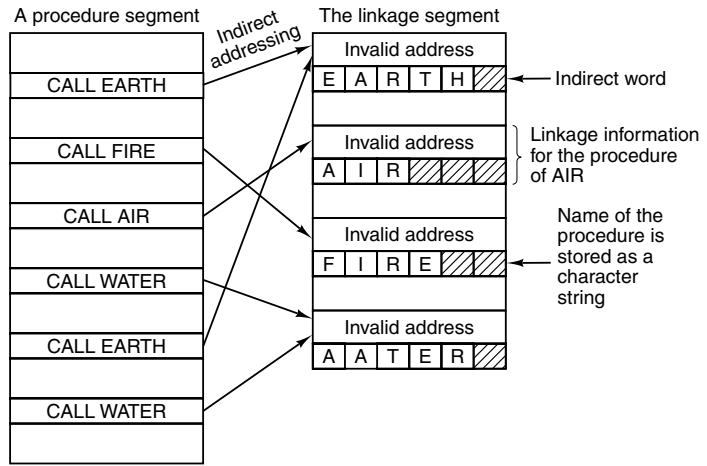 A procedure segment
CALL EARTH
CALL FIRE
CALL AIR
CALL WATER
CALL EARTH
CALL WATER
Indirect
addressing
The linkage segment
Invalid address
E A R T H
Invalid address
A I R
Invalid address
F I R E
Invalid address
A A T E R
Indirect word
Linkage information
for the procedure
of AIR
Name of the
procedure is
stored as a
character
string